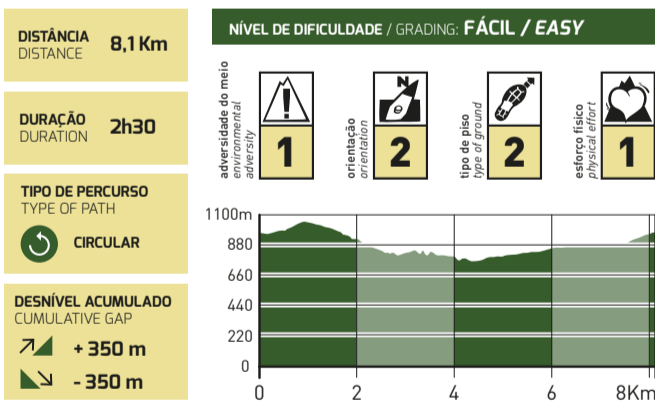 DISTÂNCIA
DISTANCE
8,1 Km
DURAÇÃO
DURATION
2h30
TIPO DE PERCURSO
TYPE OF PATH
CIRCULAR
DESNÍVEL ACUMULADO
CUMULATIVE GAP
+ 350 m
- 350 m
NÍVEL DE DIFICULDADE / GRADING: FÁCIL / EASY
adversidade do meio
environmental
adversity
1
orientação
orientation
N
2
tipo de piso
type of ground
2
esforço físico
physical effort
1
1100m
880
660
440
220
0
0 2 4 6 8Km